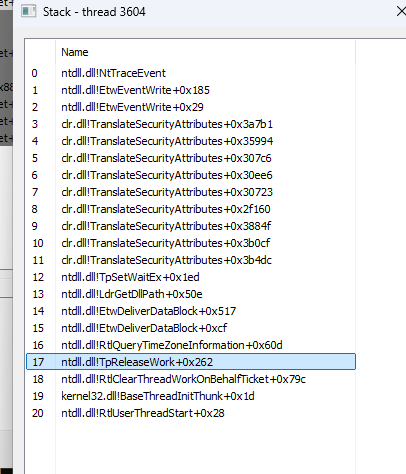 Stack - thread 3604
Name
0 ntdll.dll!NtTraceEvent
1 ntdll.dll!EtwEventWrite+0x185
2 ntdll.dll!EtwEventWrite+0x29
3 clr.dll!TranslateSecurityAttributes+0x3a7b1
4 clr.dll!TranslateSecurityAttributes+0x35994
5 clr.dll!TranslateSecurityAttributes+0x307c6
6 clr.dll!TranslateSecurityAttributes+0x30ee6
7 clr.dll!TranslateSecurityAttributes+0x30723
8 clr.dll!TranslateSecurityAttributes+0x2f160
9 clr.dll!TranslateSecurityAttributes+0x3884f
10 clr.dll!TranslateSecurityAttributes+0x3b0cf
11 clr.dll!TranslateSecurityAttributes+0x3b4dc
12 ntdll.dll!TpSetWaitEx+0x1ed
13 ntdll.dll!LdrGetDllPath+0x50e
14 ntdll.dll!EtwDeliverDataBlock+0x517
15 ntdll.dll!EtwDeliverDataBlock+0xcf
16 ntdll.dll!RtlQueryTimeZoneInformation+0x60d
17 ntdll.dll!TpReleaseWork+0x262
18 ntdll.dll!RtlClearThreadWorkOnBehalfTicket+0x79c
19 kernel32.dll!BaseThreadInitThunk+0x1d
20 ntdll.dll!RtlUserThreadStart+0x28